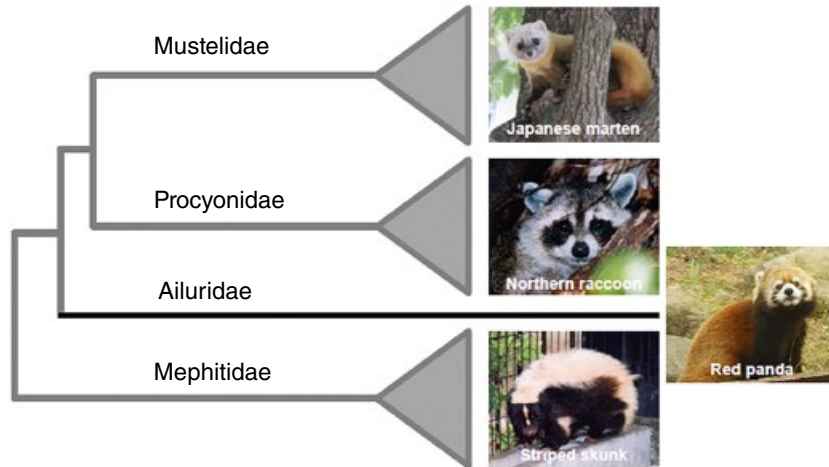 Mustelidae
Japanese marten
Procyonidae
Northern raccoon
Ailuridae
Red panda
Mephitidae
Striped skunk